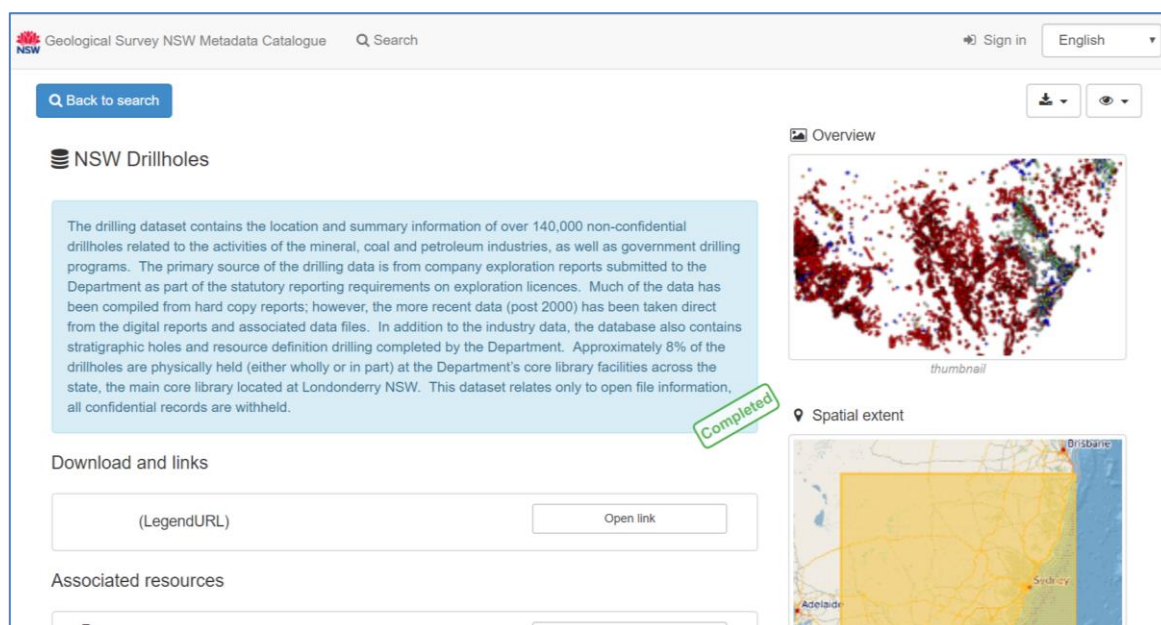 NSW
Geological Survey NSW Metadata Catalogue
Search
Sign in
English
Back to search
NSW Drillholes
The drilling dataset contains the location and summary information of over 140,000 non-confidential
drillholes related to the activities of the mineral, coal and petroleum industries, as well as government drilling
programs. The primary source of the drilling data is from company exploration reports submitted to the
Department as part of the statutory reporting requirements on exploration licences. Much of the data has
been compiled from hard copy reports; however, the more recent data (post 2000) has been taken direct
from the digital reports and associated data files. In addition to the industry data, the database also contains
stratigraphic holes and resource definition drilling completed by the Department. Approximately 8% of the
drillholes are physically held (either wholly or in part) at the Department's core library facilities across the
state, the main core library located at Londonderry NSW. This dataset relates only to open file information,
all confidential records are withheld.
Completed
Download and links
(LegendURL)
Open link
Associated resources
Overview
thumbnail
Spatial extent
Brisbane
Sydney
Adelaide